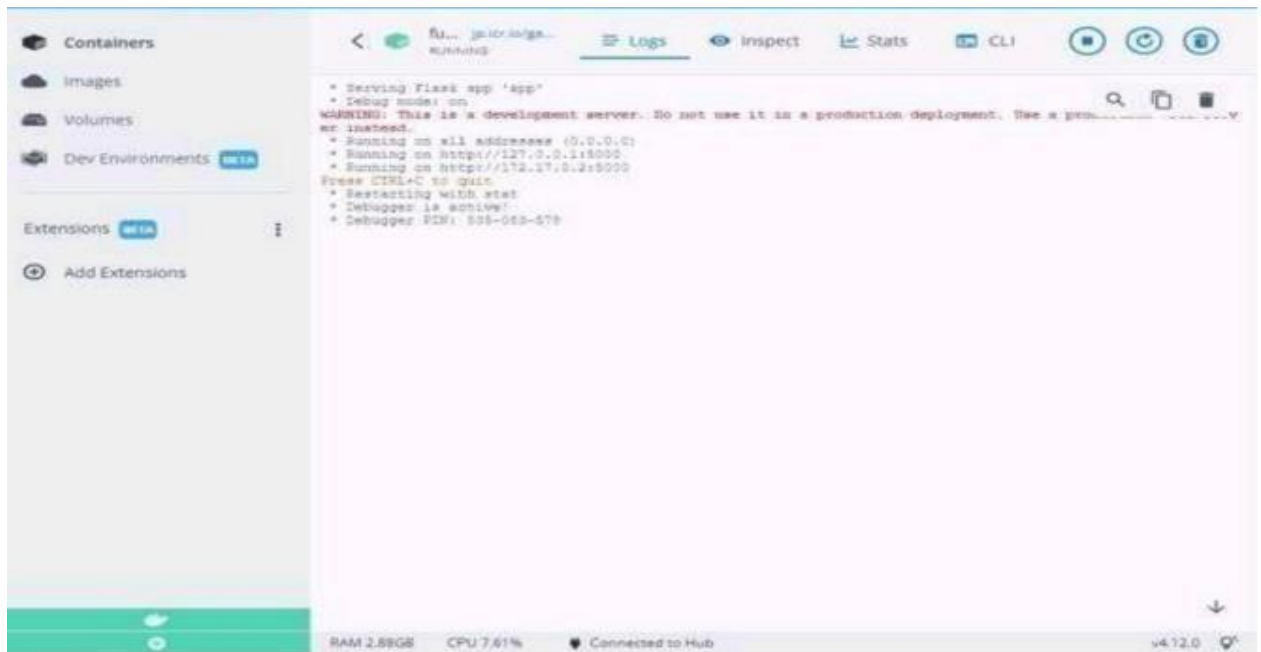 Containers
Images
Volumes
Dev Environments BETA
Extensions BETA
Add Extensions
fu...
RUNNING
Logs
Inspect
Stats
CLI
* Serving Flask app 'app'
* Debug mode: on
WARNING: This is a development server. Do not use it in a production deployment. Use a
er instead.
* Running on all addresses (0.0.0.0)
* Running on http://127.0.0.1:5000
* Running on http://172.17.0.2:5000
Press CTRL+C to quit
* Restarting with stat
* Debugger is active!
* Debugger PIN:
RAM 2.88GB CPU 7.61% Connected to Hub v4.12.0